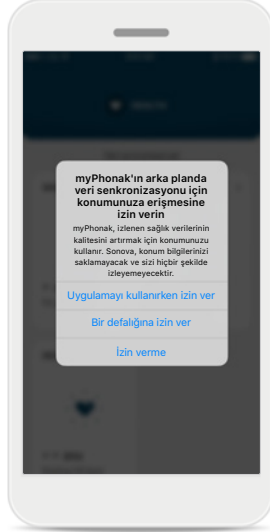 myPhonak'ın arka planda
veri senkronizasyonu için
konumunuza erişmesine
izin verin
myPhonak, izlenen sağlık verilerinin
kalitesini artırmak için konumunuzu
kullanır. Sonova, konum bilgilerinizi
saklamayacak ve sizi hiçbir şekilde
izleyemeyecektir.
Uygulamayı kullanırken izin ver
Bir defalığına izin ver
İzin verme